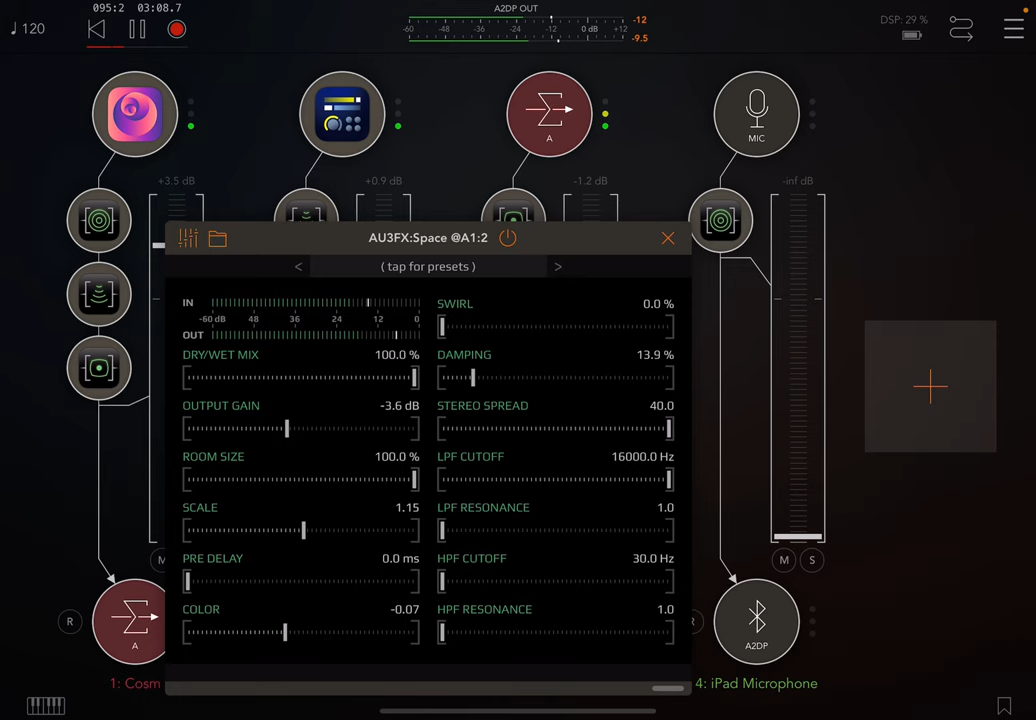 095:2 03:08.7
120
A2DP OUT
-60 -48 -36 -24 -12 0 dB +12
-12
-9.5
DSP: 29 %
A
MIC
+3.5 dB
+0.9 dB
-1.2 dB
-inf dB
AU3FX:Space @A1:2
< ( tap for presets ) >
IN
-60 dB 48 36 24 12 0
OUT
DRY/WET MIX 100.0 %
OUTPUT GAIN -3.6 dB
ROOM SIZE 100.0 %
SCALE 1.15
PRE DELAY 0.0 ms
COLOR -0.07
SWIRL 0.0 %
DAMPING 13.9 %
STEREO SPREAD 40.0
LPF CUTOFF 16000.0 Hz
LPF RESONANCE 1.0
HPF CUTOFF 30.0 Hz
HPF RESONANCE 1.0
M
M S
R
A
R
A2DP
1: Cosm
4: iPad Microphone